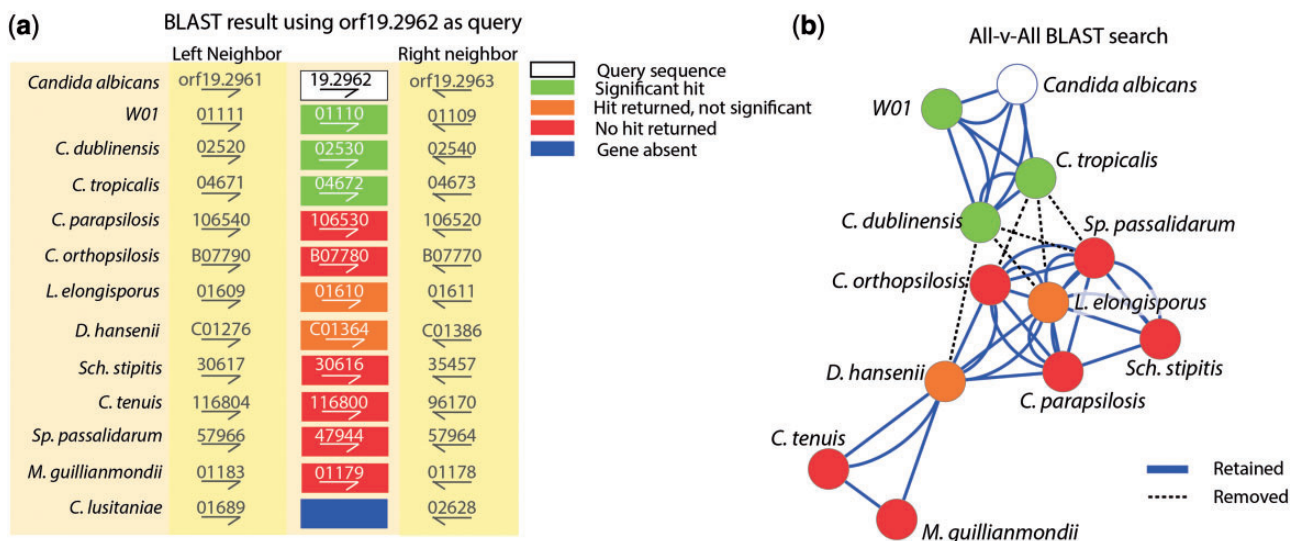 (a)
BLAST result using orf19.2962 as query
Left Neighbor
Right neighbor
Candida albicans orf19.2961 19.2962 orf19.2963
W01 01111 01110 01109
C. dublinensis 02520 02530 02540
C. tropicalis 04671 04672 04673
C. parapsilosis 106540 106530 106520
C. orthopsilosis B07790 B07780 B07770
L. elongisporus 01609 01610 01611
D. hansenii C01276 C01364 C01386
Sch. stipitis 30617 30616 35457
C. tenuis 116804 116800 96170
Sp. passalidarum 57966 47944 57964
M. guillianmondii 01183 01179 01178
C. lusitaniae 01689 02628
Query sequence
Significant hit
Hit returned, not significant
No hit returned
Gene absent
(b)
All-v-All BLAST search
Candida albicans
W01
C. tropicalis
C. dublinensis
Sp. passalidarum
C. orthopsilosis
L. elongisporus
D. hansenii
Sch. stipitis
C. parapsilosis
C. tenuis
M. guillianmondii
Retained
Removed